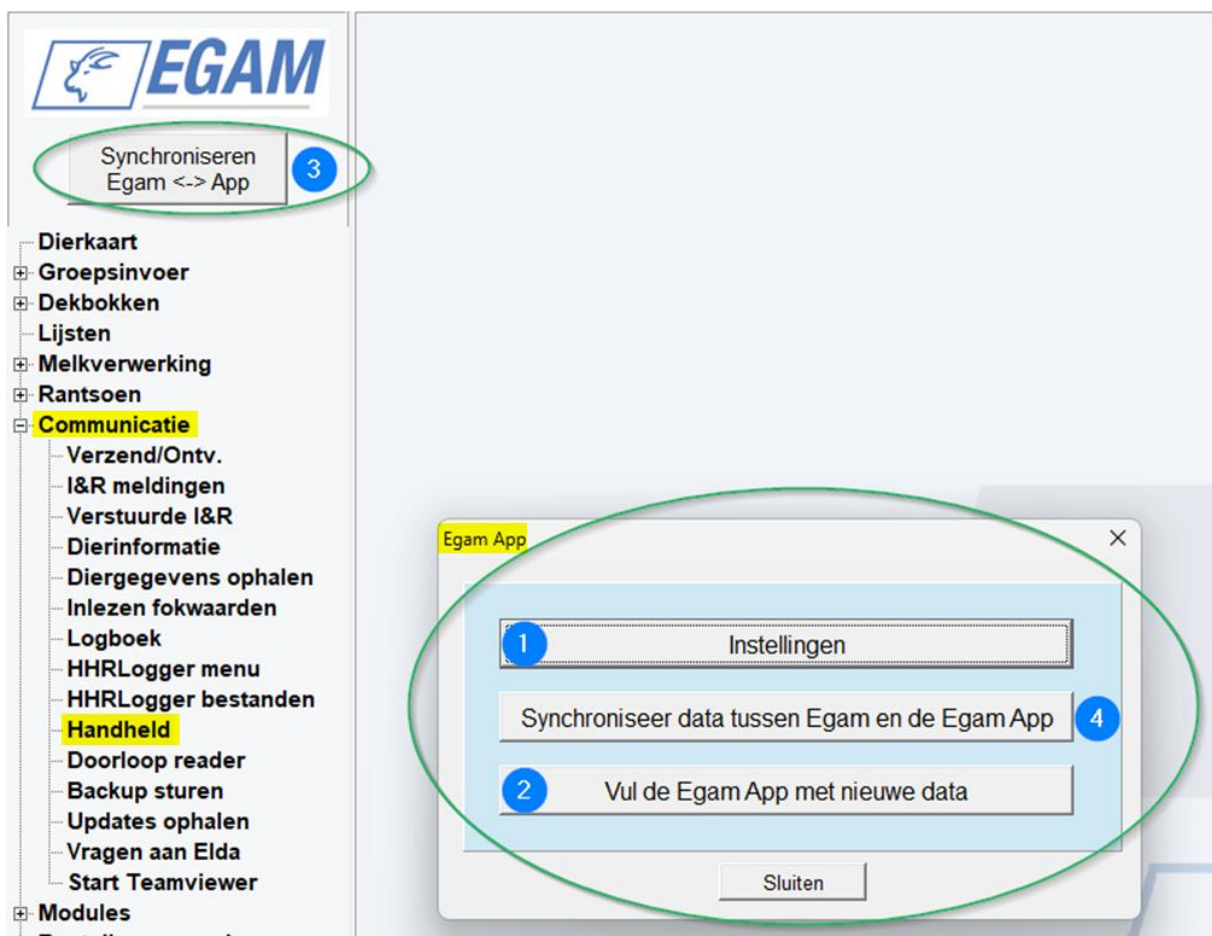 EGAM
Synchroniseren
Egam <-> App
3
Dierkaart
Groepsinvoer
Dekbokken
Lijsten
Melkverwerking
Rantsoen
Communicatie
Verzend/Ontv.
I&R meldingen
Verstuurde I&R
Dierinformatie
Diergegevens ophalen
Inlezen fokwaarden
Logboek
HHRLogger menu
HHRLogger bestanden
Handheld
Doorloop reader
Backup sturen
Updates ophalen
Vragen aan Elda
Start Teamviewer
Modules
Egam App
1 Instellingen
Synchroniseer data tussen Egam en de Egam App 4
2 Vul de Egam App met nieuwe data
Sluiten